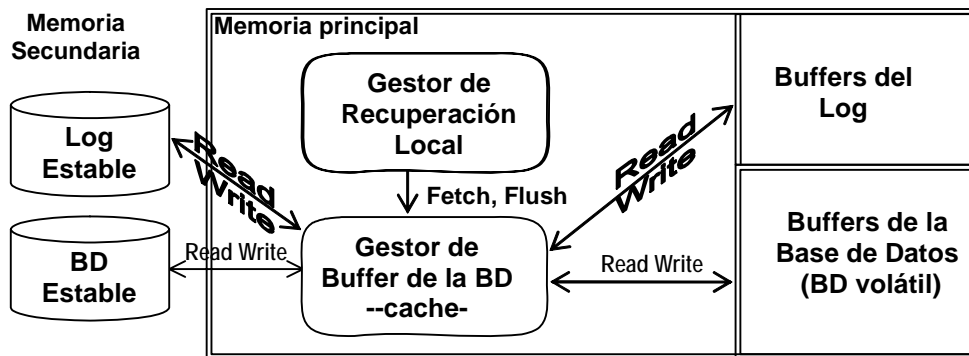 Memoria
Secundaria
Memoria principal
Gestor de
Recuperación
Local
Buffers del
Log
Log
Estable
Read
Write
Read
Write
Fetch, Flush
BD
Estable
Read Write
Gestor de
Buffer de la BD
--cache-
Read Write
Buffers de la
Base de Datos
(BD volátil)